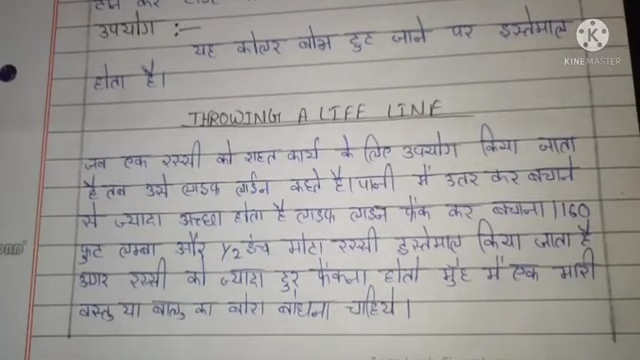 उपयोग :—
यह कोलर बोन टुट जाने पर इस्तेमाल
होता है।
THROWING A LIFE LINE
जब एक रस्सी को राहत कार्य के लिए उपयोग किया जाता
है तब उसे लाइफ लाईन कहते है। पानी में उतर कर बचाने
से ज्यादा अच्छा होता है लाइफ लाइन फेंक कर बचाना। 160
फुट लम्बा और 1/2 इंच मोटा रस्सी इस्तेमाल किया जाता है
अगर रस्सी को ज्यादा दुर फेंकना होतो मुंह में एक भारी
वस्तु या बालु का बोरा बांधना चाहिये।
K
KINEMASTER